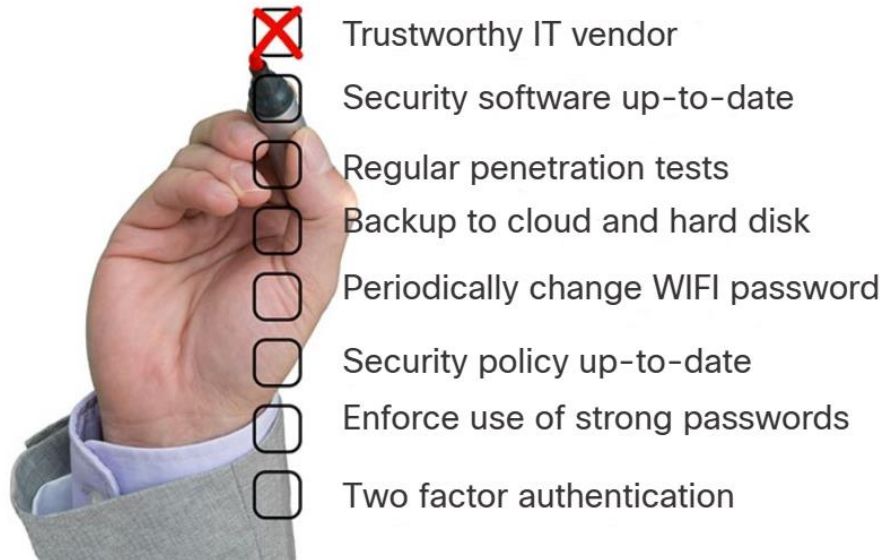 Trustworthy IT vendor
Security software up-to-date
Regular penetration tests
Backup to cloud and hard disk
Periodically change WIFI password
Security policy up-to-date
Enforce use of strong passwords
Two factor authentication